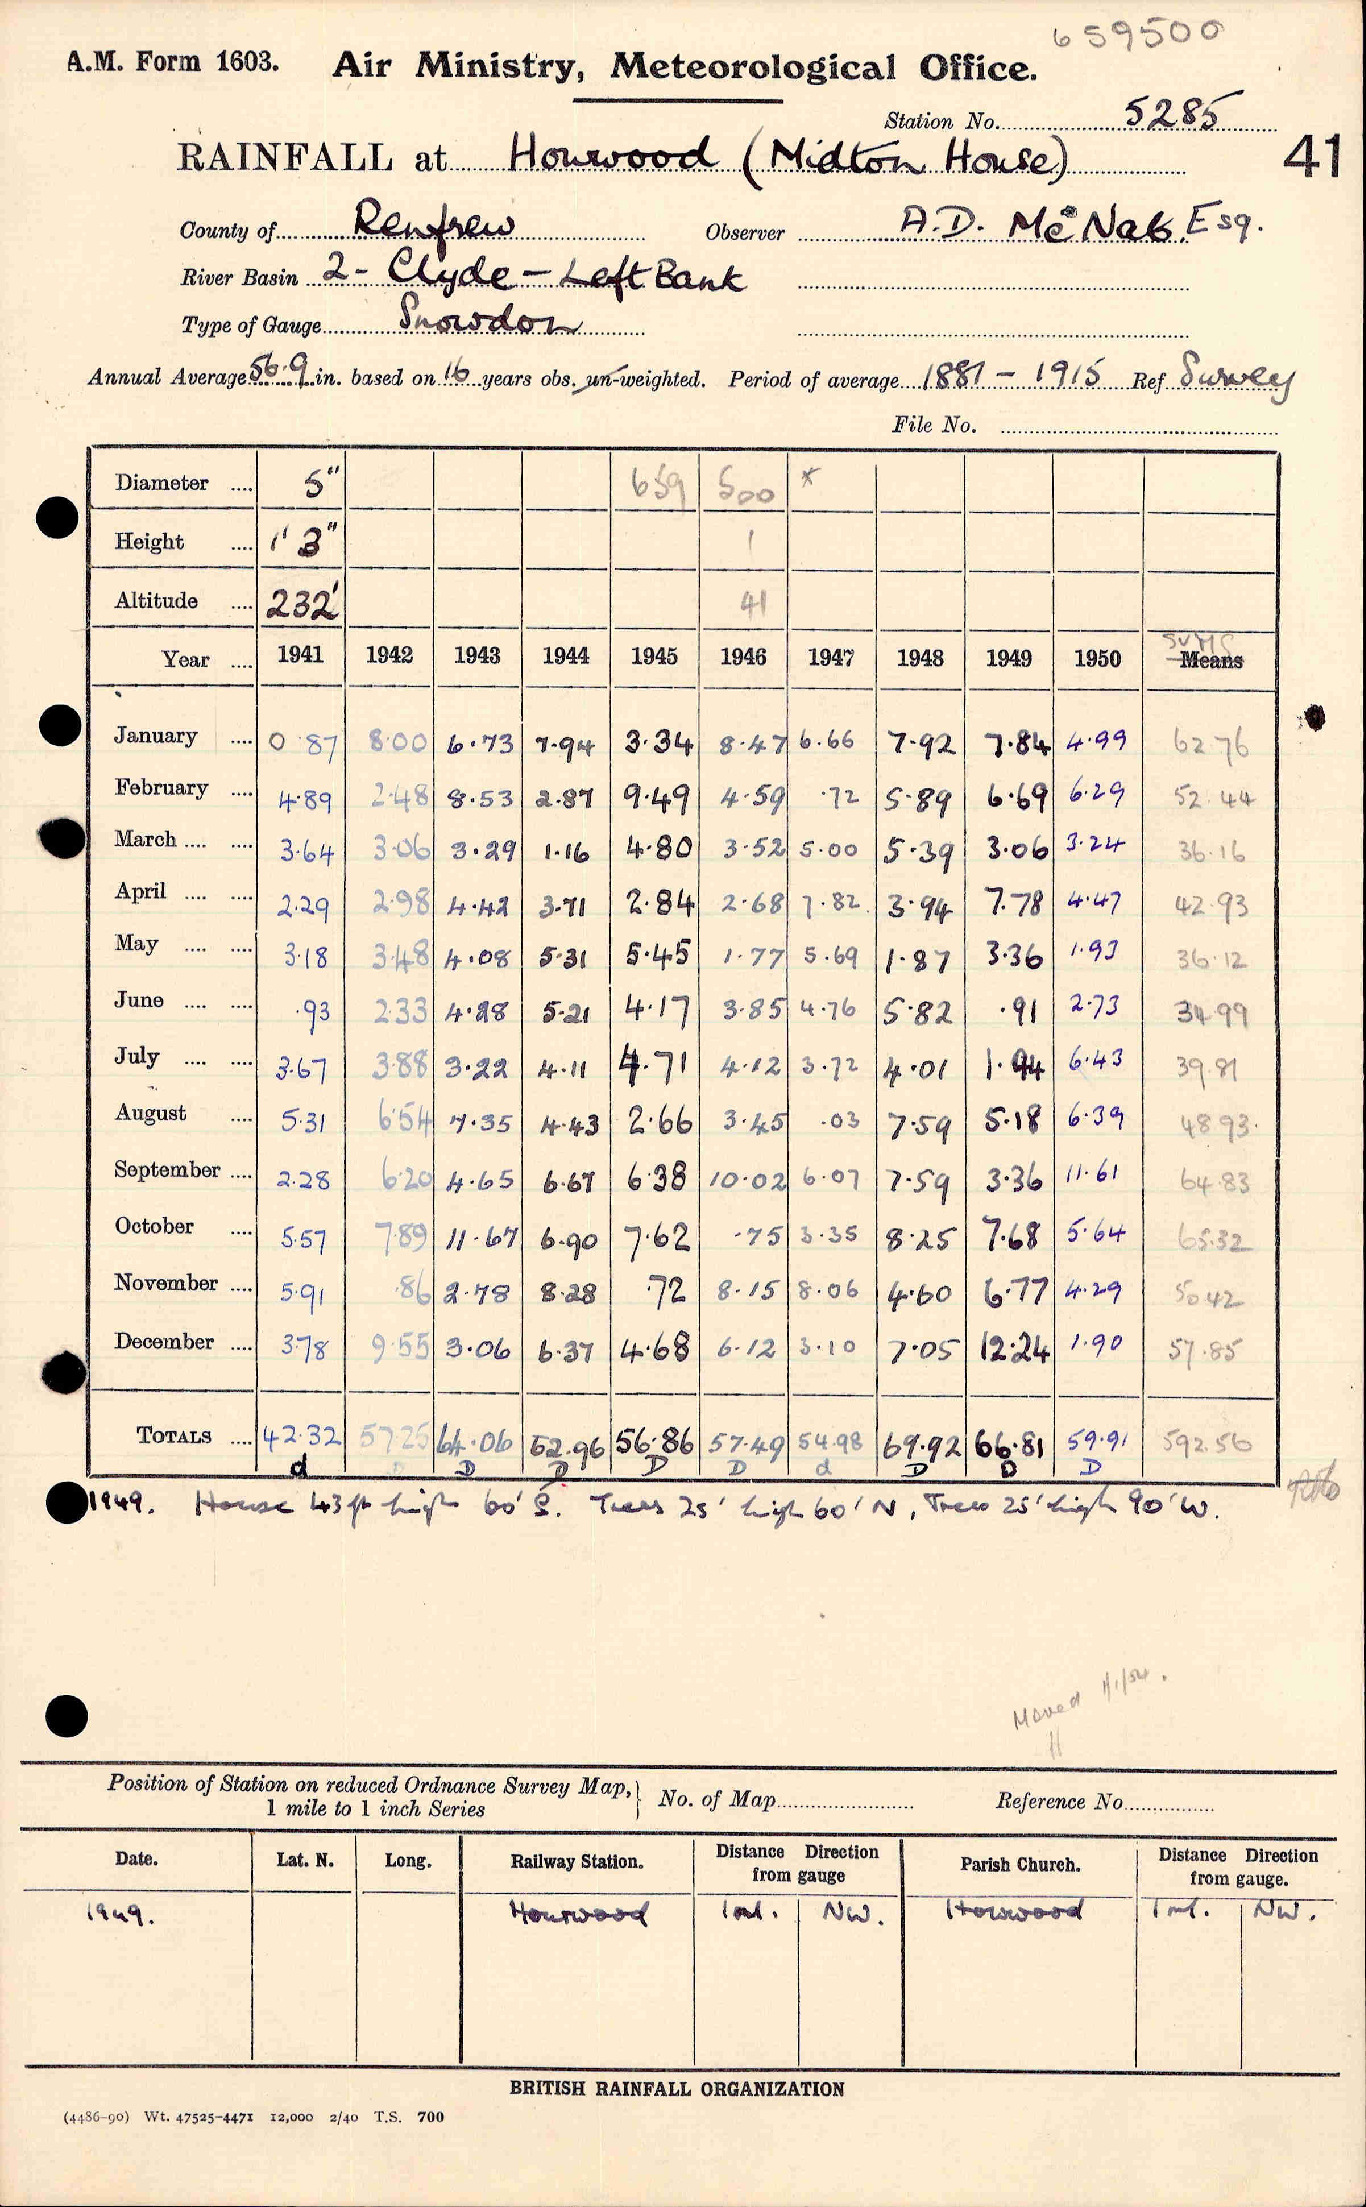 659500
A.M. Form 1603. Air Ministry, Meteorological Office.
Station No. 5285
RAINFALL at Howwood (Midton House) 41
County of Renfrew Observer A.D. McNab Esq.
River Basin 2 - Clyde - Left Bank
Type of Gauge Snowdon
Annual Average 56.9 in. based on 16 years obs. un-weighted. Period of average 1881 - 1915 Ref Survey
File No.
Diameter .... 5" 659 500 *
Height .... 1' 3" 1
Altitude .... 232' 41
Year .... 1941 1942 1943 1944 1945 1946 1947 1948 1949 1950 Means SUMS
January .... 0.87 8.00 6.73 7.94 3.34 8.47 6.66 7.92 7.84 4.99 62.76
February .... 4.89 2.48 8.53 2.87 9.49 4.59 .72 5.89 6.69 6.29 52.44
March .... .... 3.64 3.06 3.29 1.16 4.80 3.52 5.00 5.39 3.06 3.24 36.16
April .... .... 2.29 2.98 4.42 3.71 2.84 2.68 7.82 3.94 7.78 4.47 42.93
May .... .... 3.18 3.48 4.08 5.31 5.45 1.77 5.69 1.87 3.36 1.93 36.12
June .... .... .93 2.33 4.28 5.21 4.17 3.85 4.76 5.82 .91 2.73 34.99
July .... .... 3.67 3.88 3.22 4.11 4.71 4.12 3.72 4.01 1.94 6.43 39.81
August .... 5.31 6.54 7.35 4.43 2.66 3.45 .03 7.59 5.18 6.39 48.93
September .... 2.28 6.20 4.65 6.67 6.38 10.02 6.07 7.59 3.36 11.61 64.83
October .... 5.57 7.89 11.67 6.90 7.62 .75 3.35 8.25 7.68 5.64 65.32
November .... 5.91 .86 2.78 8.28 .72 8.15 8.06 4.60 6.77 4.29 50.42
December .... 3.78 9.55 3.06 6.37 4.68 6.12 3.10 7.05 12.24 1.90 57.85
TOTALS .... 42.32 57.25 64.06 62.96 56.86 57.49 54.98 69.92 66.81 59.91 592.56
d D D D D D d D D D
1949. House 43ft high 60' S. Trees 25' high 60' N, Trees 25' high 90' W.
Moved
Position of Station on reduced Ordnance Survey Map, 1 mile to 1 inch Series } No. of Map Reference No.
Date. Lat. N. Long. Railway Station. Distance Direction from gauge Parish Church. Distance Direction from gauge.
1949. Howwood 1 ml. NW. Howwood 1 ml. NW.
BRITISH RAINFALL ORGANIZATION
(4486-90) Wt. 47525-4471 12,000 2/40 T.S. 700